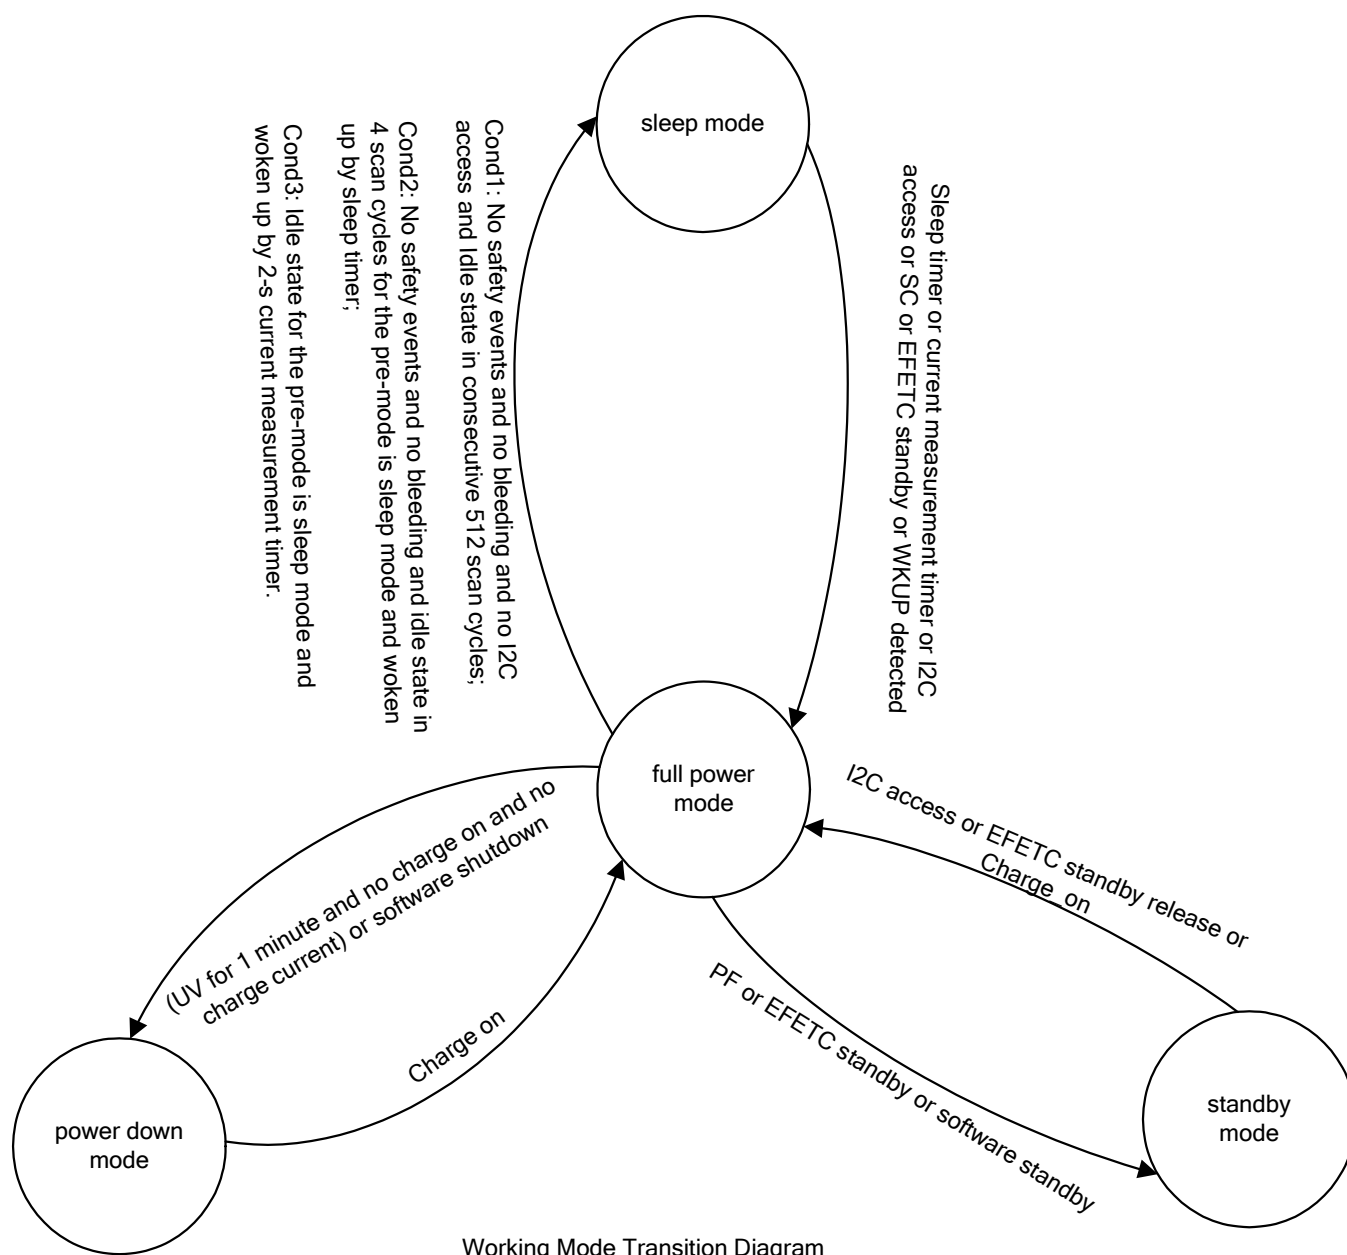 sleep mode
Cond1: No safety events and no bleeding and no I2C
access and Idle state in consecutive 512 scan cycles;
Cond2: No safety events and no bleeding and idle state in
4 scan cycles for the pre-mode is sleep mode and woken
up by sleep timer;
Cond3: Idle state for the pre-mode is sleep mode and
woken up by 2-s current measurement timer.
Sleep timer or current measurement timer or I2C
access or SC or EFETC standby or WKUP detected
full power
mode
(UV for 1 minute and no charge on and no
charge current) or software shutdown
Charge on
I2C access or EFETC standby release or
Charge_on
PF or EFETC standby or software standby
power down
mode
standby
mode
Working Mode Transition Diagram